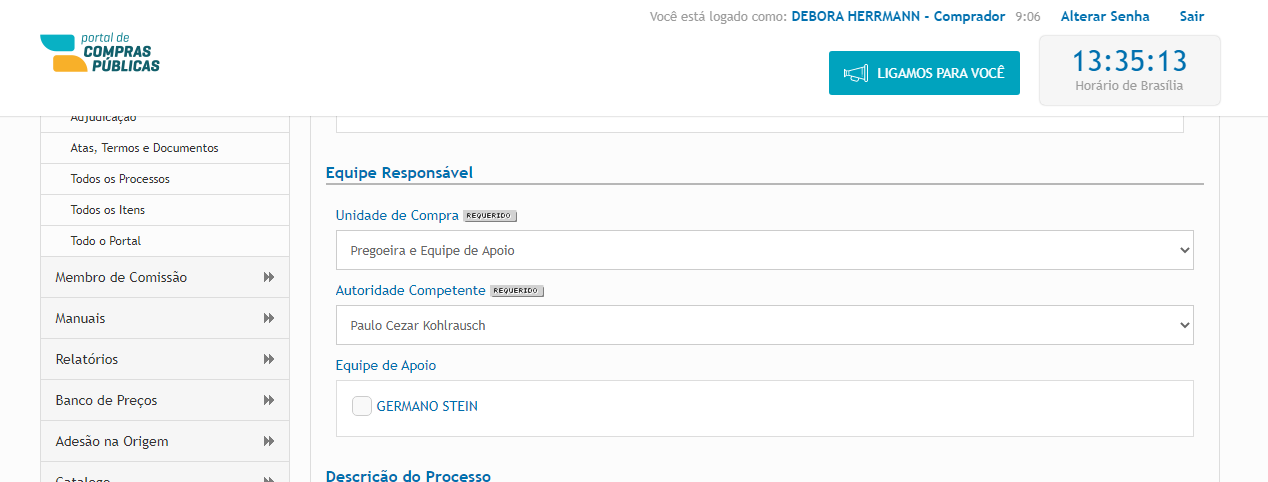 Você está logado como: DEBORA HERRMANN - Comprador 9:06 Alterar Senha Sair
portal de
COMPRAS
PÚBLICAS
LIGAMOS PARA VOCÊ
13:35:13
Horário de Brasília
Adjudicação
Atas, Termos e Documentos
Todos os Processos
Todos os Itens
Todo o Portal
Membro de Comissão
Manuais
Relatórios
Banco de Preços
Adesão na Origem
Catalogo
Equipe Responsável
Unidade de Compra REQUERIDO
Pregoeira e Equipe de Apoio
Autoridade Competente REQUERIDO
Paulo Cezar Kohlrausch
Equipe de Apoio
GERMANO STEIN
Descrição do Processo